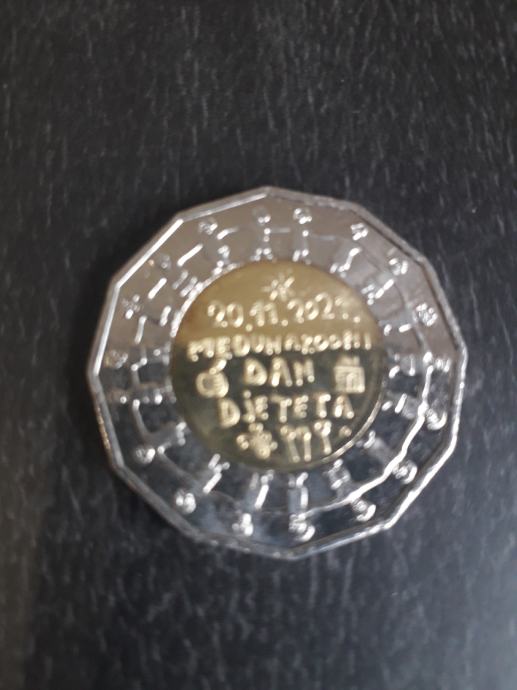 20.11.2021.
MEĐUNARODNI
DAN
DJETETA